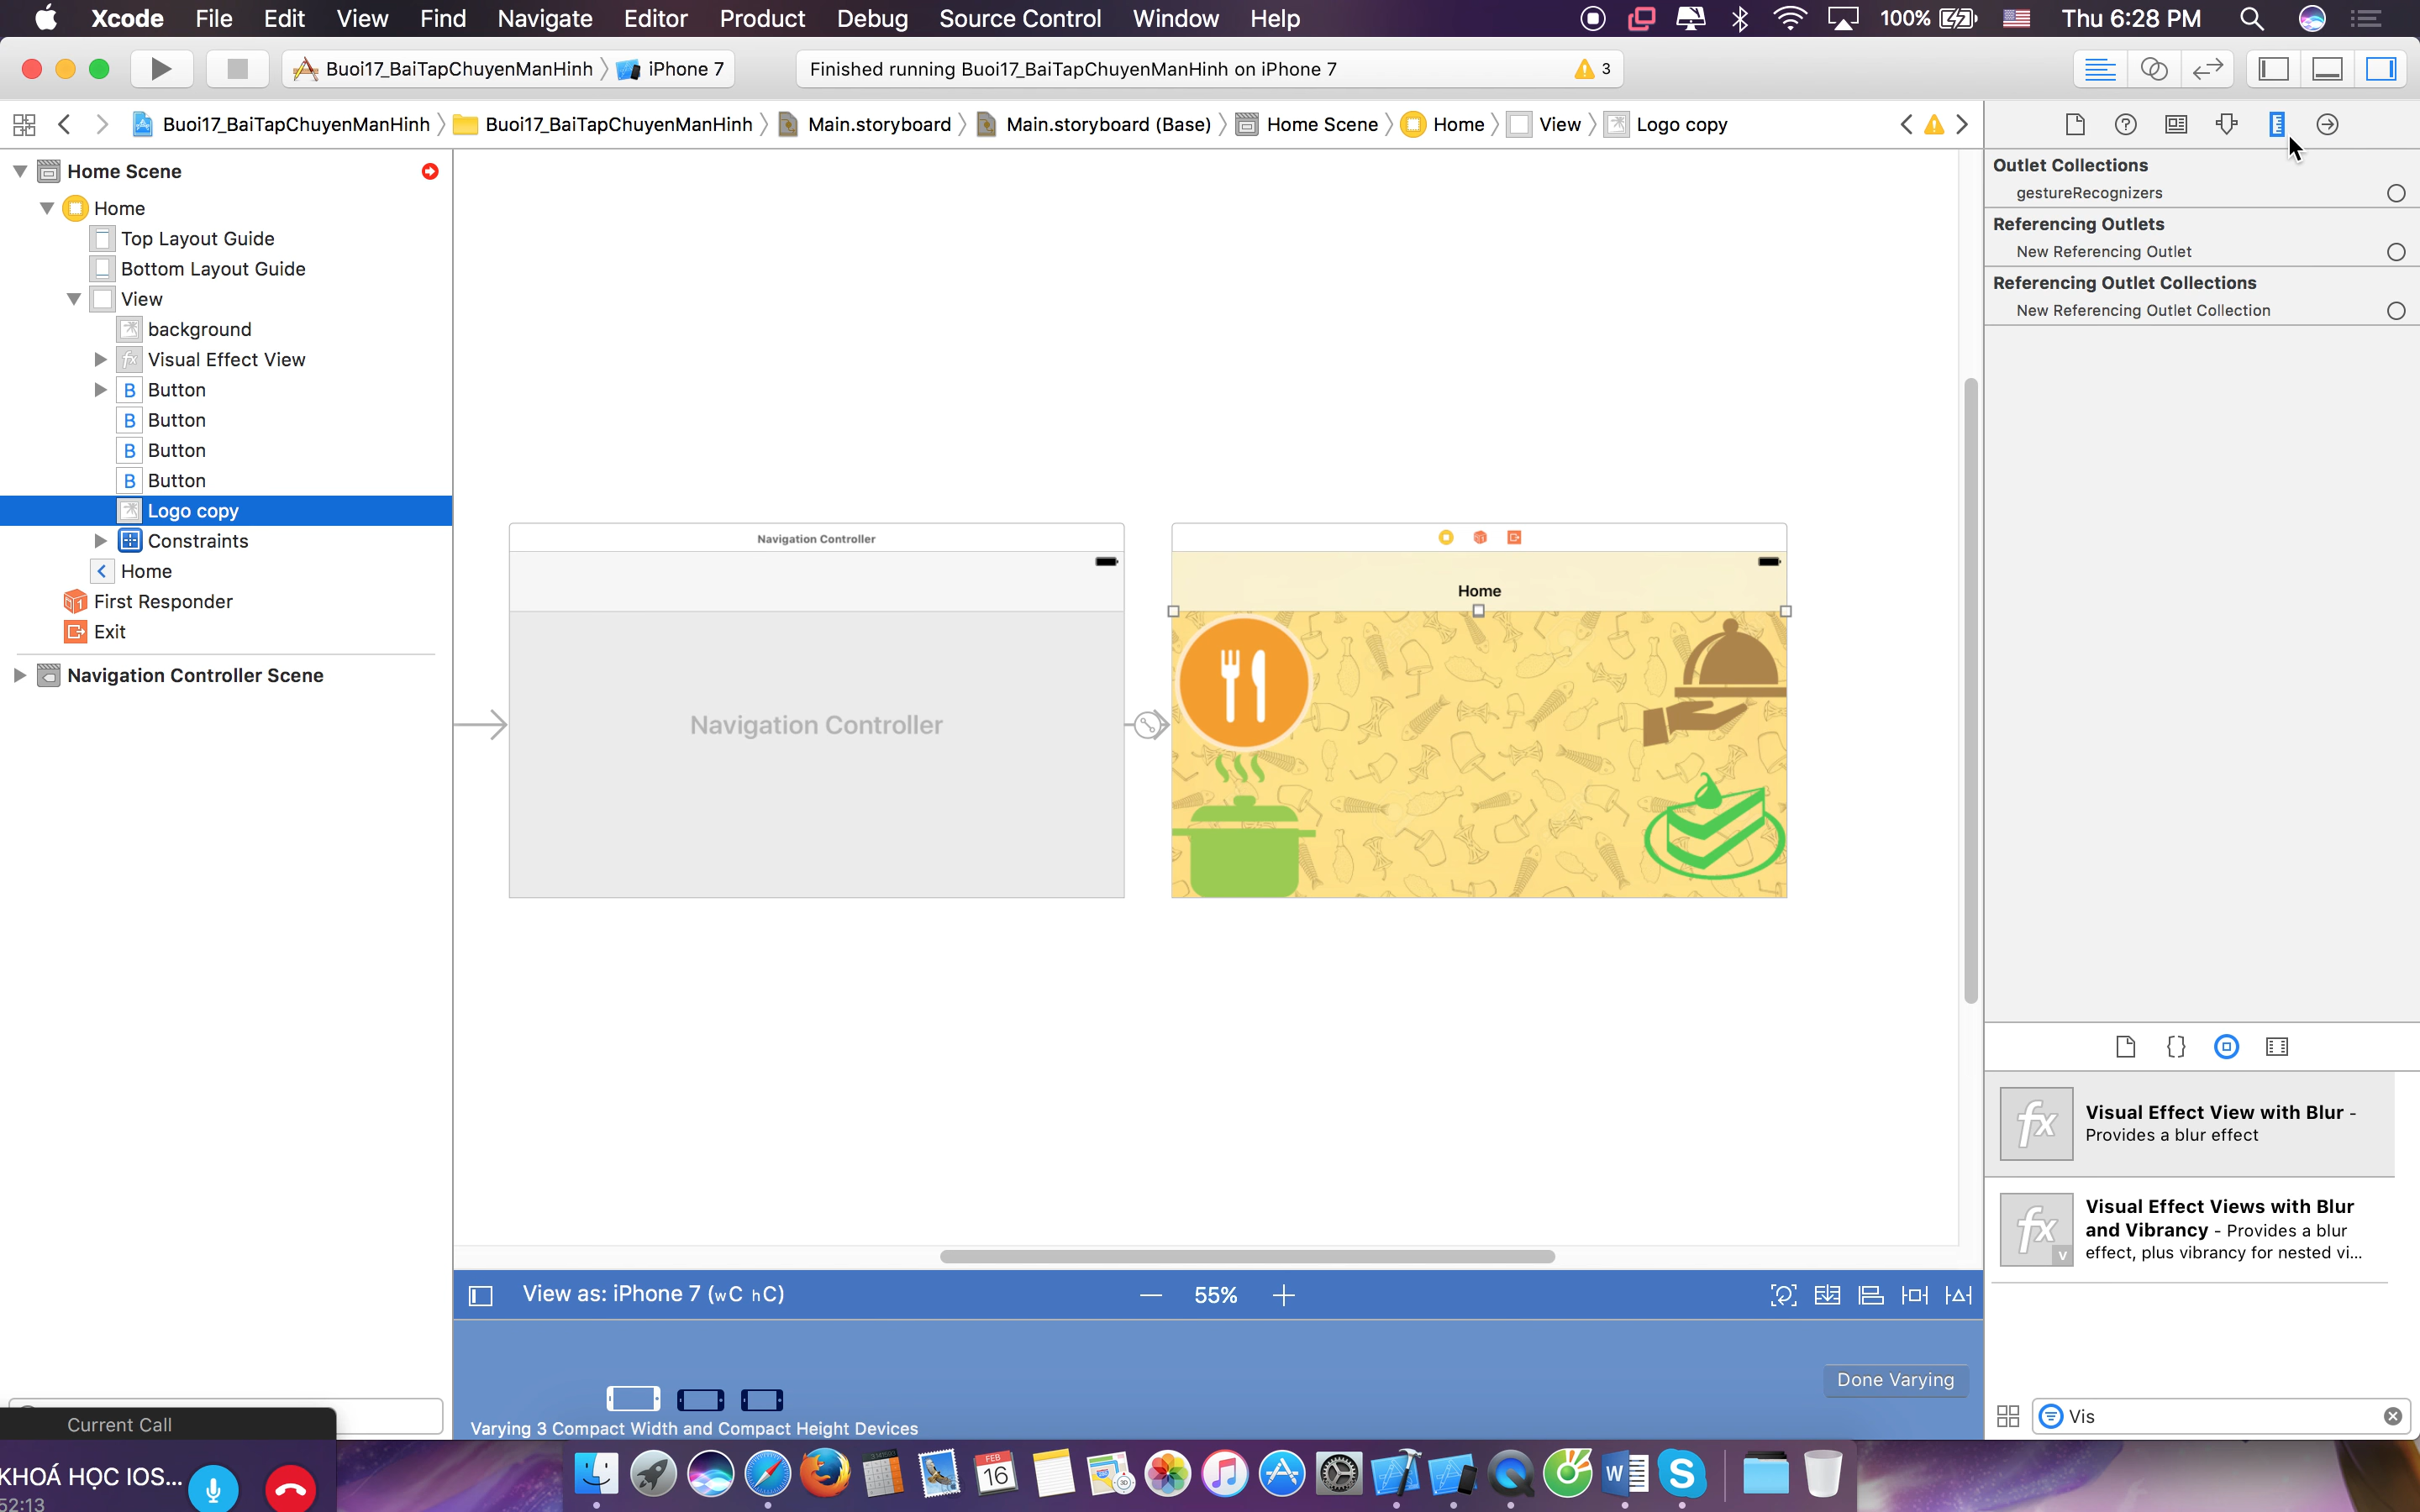 Xcode File Edit View Find Navigate Editor Product Debug Source Control Window Help 100% Thu 6:28 PM
Buoi17_BaiTapChuyenManHinh iPhone 7 Finished running Buoi17_BaiTapChuyenManHinh on iPhone 7 3
Buoi17_BaiTapChuyenManHinh Buoi17_BaiTapChuyenManHinh Main.storyboard Main.storyboard (Base) Home Scene Home View Logo copy
Home Scene
Home
Top Layout Guide
Bottom Layout Guide
View
background
Visual Effect View
B Button
B Button
B Button
B Button
Logo copy
Constraints
Home
First Responder
Exit
Navigation Controller Scene
Navigation Controller
Navigation Controller
Home
Outlet Collections
gestureRecognizers
Referencing Outlets
New Referencing Outlet
Referencing Outlet Collections
New Referencing Outlet Collection
{}
fx
Visual Effect View with Blur -
Provides a blur effect
fx
V
Visual Effect Views with Blur
and Vibrancy - Provides a blur
effect, plus vibrancy for nested vi...
Vis
View as: iPhone 7 (wC hC) 55%
Done Varying
Varying 3 Compact Width and Compact Height Devices
Current Call
KHOÁ HỌC IOS...
52:13
FEB
16
W
S